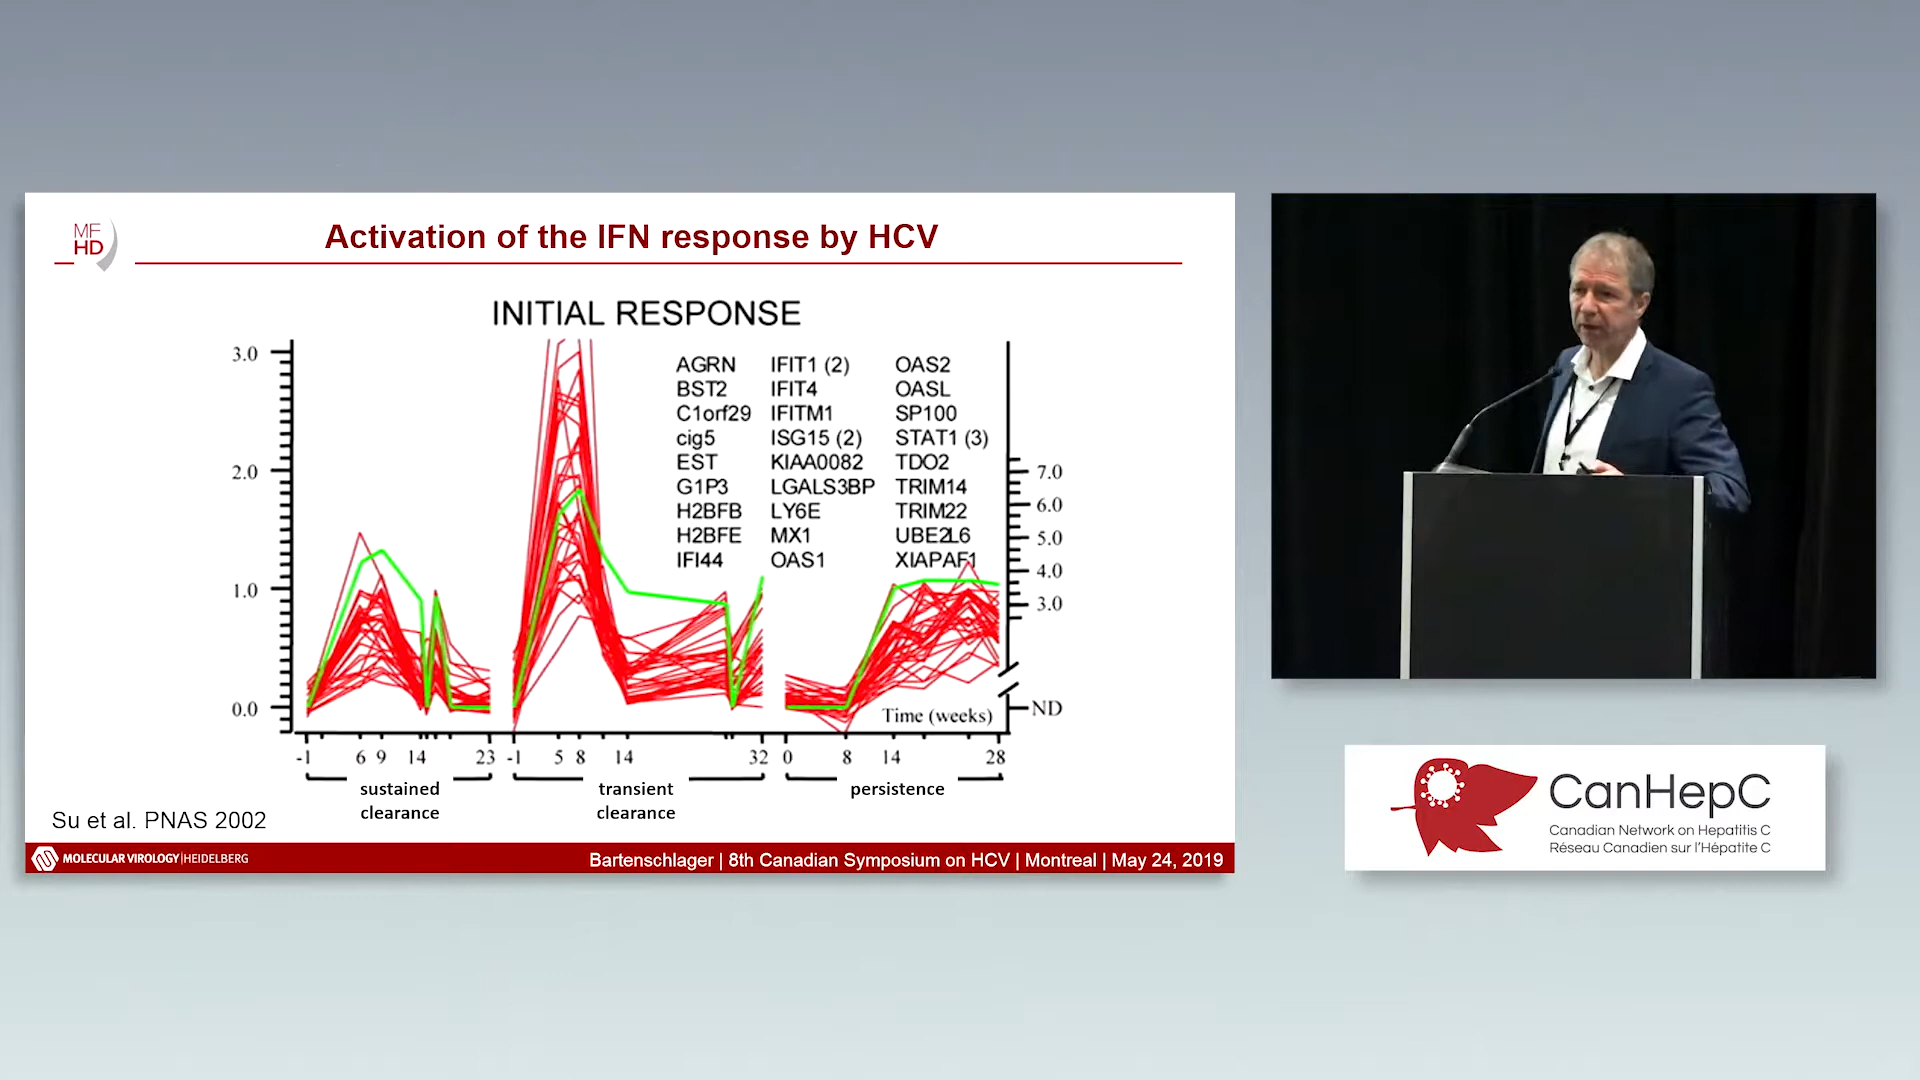 MF
HD
Activation of the IFN response by HCV
INITIAL RESPONSE
3.0
2.0
1.0
0.0
AGRN IFIT1 (2) OAS2
BST2 IFIT4 OASL
C1orf29 IFITM1 SP100
cig5 ISG15 (2) STAT1 (3)
EST KIAA0082 TDO2
G1P3 LGALS3BP TRIM14
H2BFB LY6E TRIM22
H2BFE MX1 UBE2L6
IFI44 OAS1 XIAPAF1
7.0
6.0
5.0
4.0
3.0
ND
Time (weeks)
-1 6 9 14 23 -1 5 8 14 32 0 8 14 28
sustained
clearance
transient
clearance
persistence
Su et al. PNAS 2002
MOLECULAR VIROLOGY|HEIDELBERG
Bartenschlager | 8th Canadian Symposium on HCV | Montreal | May 24, 2019
CanHepC
Canadian Network on Hepatitis C
Réseau Canadien sur l'Hépatite C